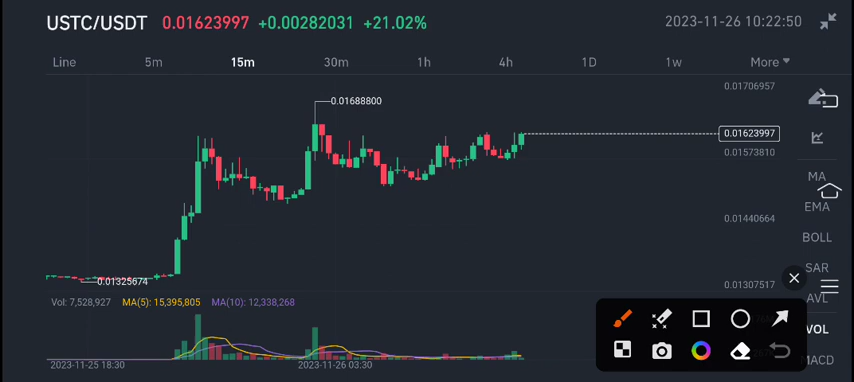 USTC/USDT 0.01623997 +0.00282031 +21.02% 2023-11-26 10:22:50
Line 5m 15m 30m 1h 4h 1D 1w More
0.01706957
0.01688800
0.01623997
0.01573810
MA
EMA
0.01440664
BOLL
SAR
0.01325674
0.01307517
AVL
Vol: 7,528,927 MA(5): 15,395,805 MA(10): 12,338,268
VOL
MACD
2023-11-25 18:30 2023-11-26 03:30